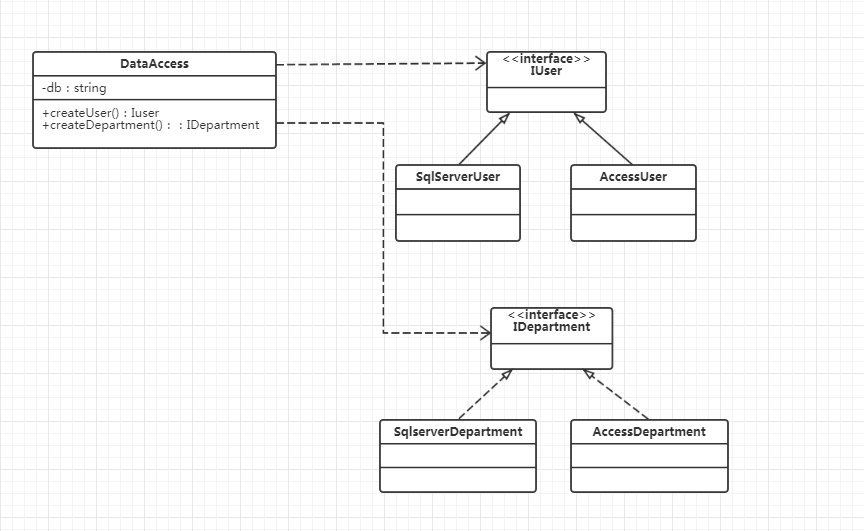 DataAccess
-db : string
+createUser() : Iuser
+createDepartment() : : IDepartment
<<interface>>
IUser
SqlServerUser
AccessUser
<<interface>>
IDepartment
SqlserverDepartment
AccessDepartment